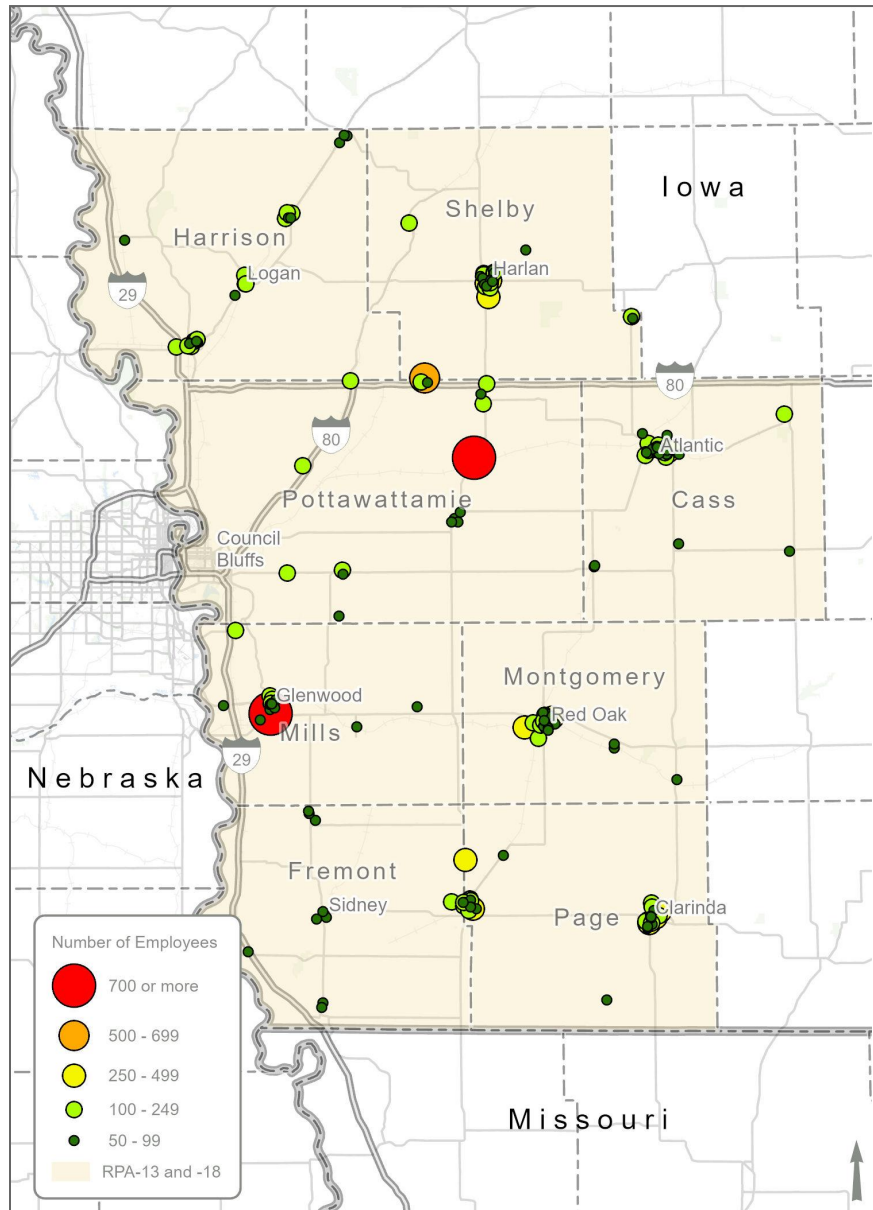 Iowa
Shelby
Harrison
Harlan
Logan
29
80
80
Atlantic
Pottawattamie
Cass
Council
Bluffs
Montgomery
Glenwood
Red Oak
Mills
29
Nebraska
Fremont
Sidney
Clarinda
Page
Number of Employees
700 or more
500 - 699
250 - 499
100 - 249
50 - 99
RPA-13 and -18
Missouri